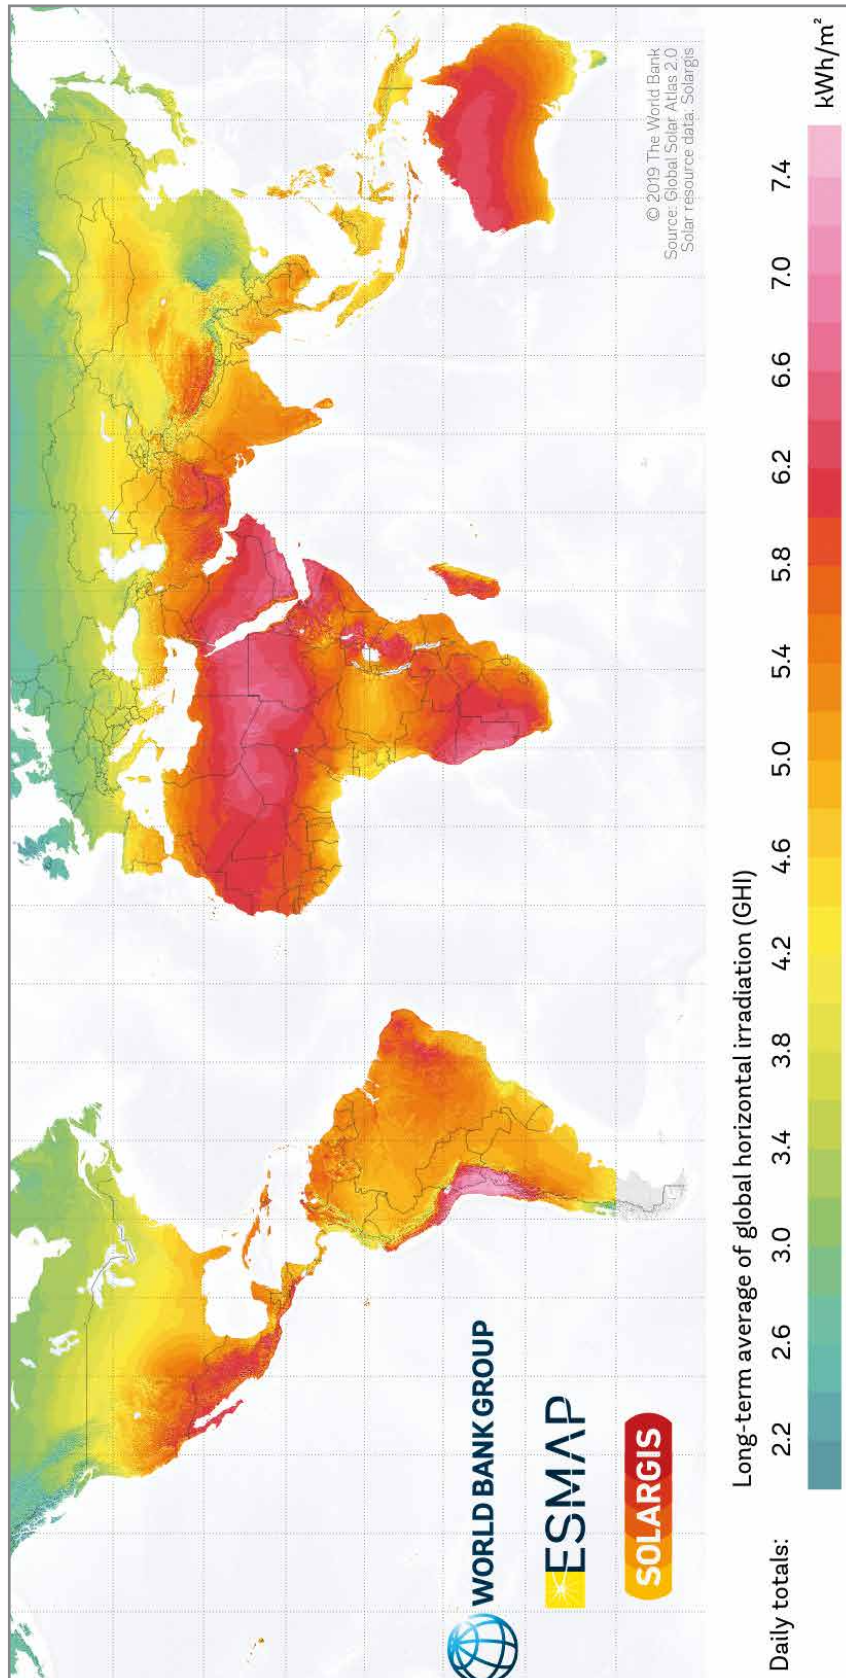 © 2019 The World Bank
Source: Global Solar Atlas 2.0
Solar resource data: Solargis
WORLD BANK GROUP
ESMAP
SOLARGIS
Long-term average of global horizontal irradiation (GHI)
Daily totals: 2.2 2.6 3.0 3.4 3.8 4.2 4.6 5.0 5.4 5.8 6.2 6.6 7.0 7.4
kWh/m²